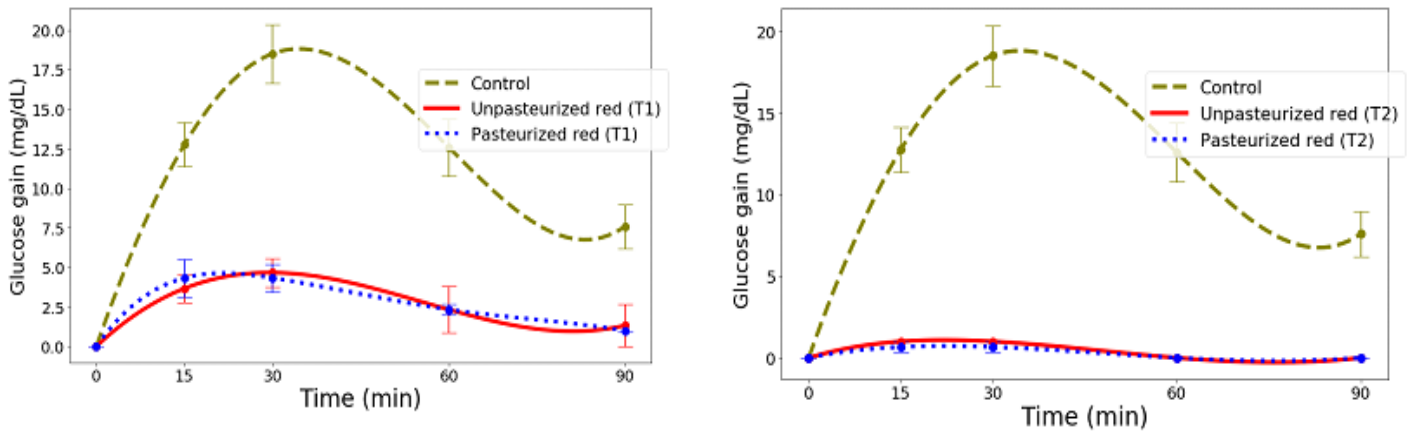 20.0
17.5
15.0
12.5
10.0
7.5
5.0
2.5
0.0
Glucose gain (mg/dL)
Control
Unpasteurized red (T1)
Pasteurized red (T1)
0 15 30 60 90
Time (min)
20
15
10
5
0
Glucose gain (mg/dL)
Control
Unpasteurized red (T2)
Pasteurized red (T2)
0 15 30 60 90
Time (min)